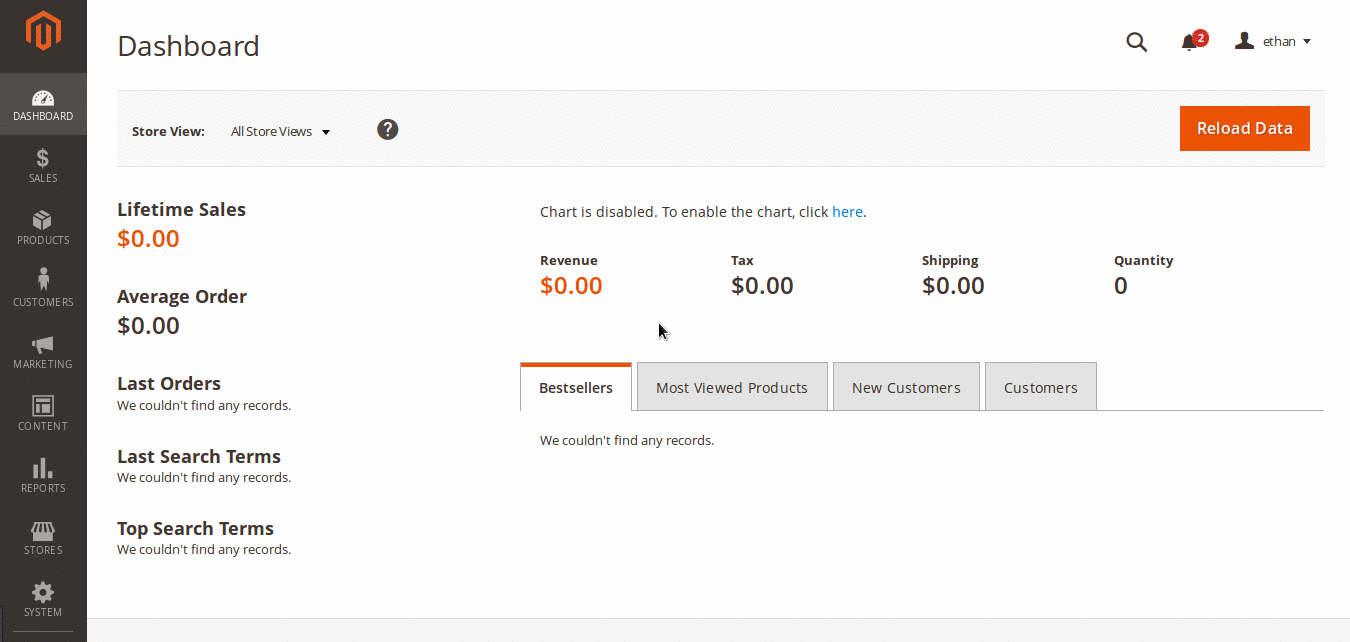 Dashboard
2
ethan
DASHBOARD
SALES
PRODUCTS
CUSTOMERS
MARKETING
CONTENT
REPORTS
STORES
SYSTEM
Store View: All Store Views ?
Reload Data
Lifetime Sales
$0.00
Average Order
$0.00
Last Orders
We couldn't find any records.
Last Search Terms
We couldn't find any records.
Top Search Terms
We couldn't find any records.
Chart is disabled. To enable the chart, click here.
Revenue Tax Shipping Quantity
$0.00 $0.00 $0.00 0
Bestsellers Most Viewed Products New Customers Customers
We couldn't find any records.